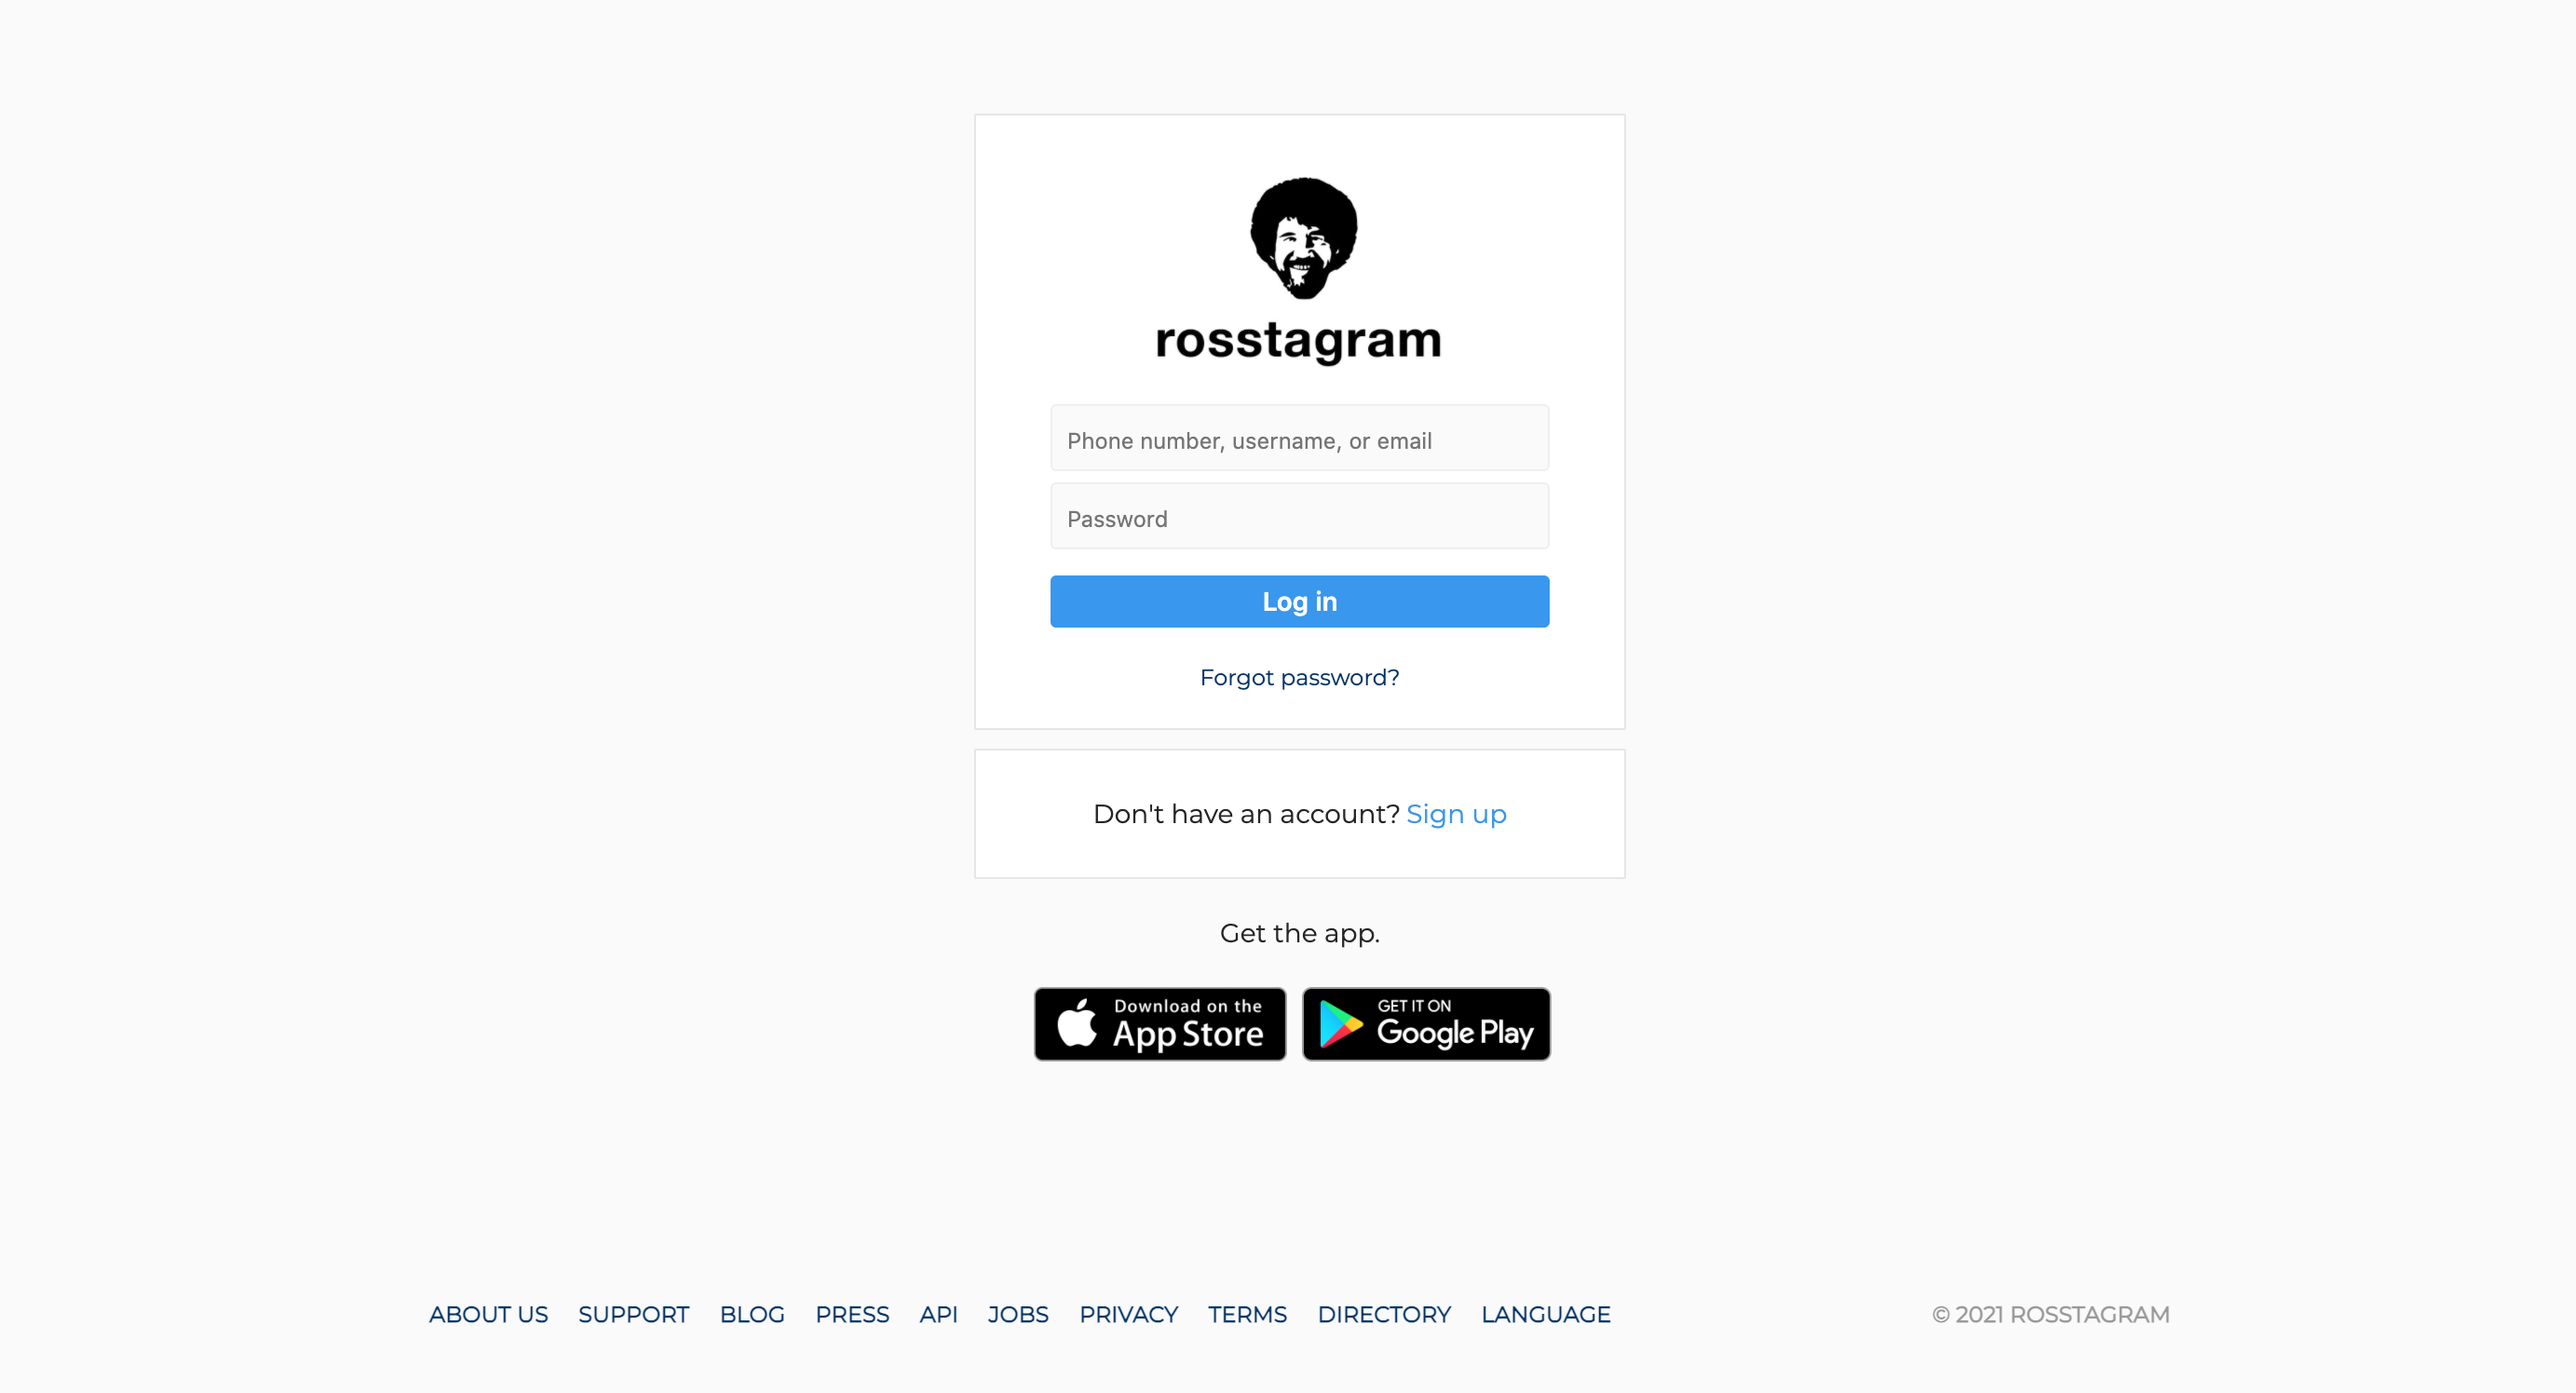 rosstagram
Phone number, username, or email
Password
Log in
Forgot password?
Don't have an account? Sign up
Get the app.
Download on the
App Store
GET IT ON
Google Play
ABOUT US SUPPORT BLOG PRESS API JOBS PRIVACY TERMS DIRECTORY LANGUAGE © 2021 ROSSTAGRAM